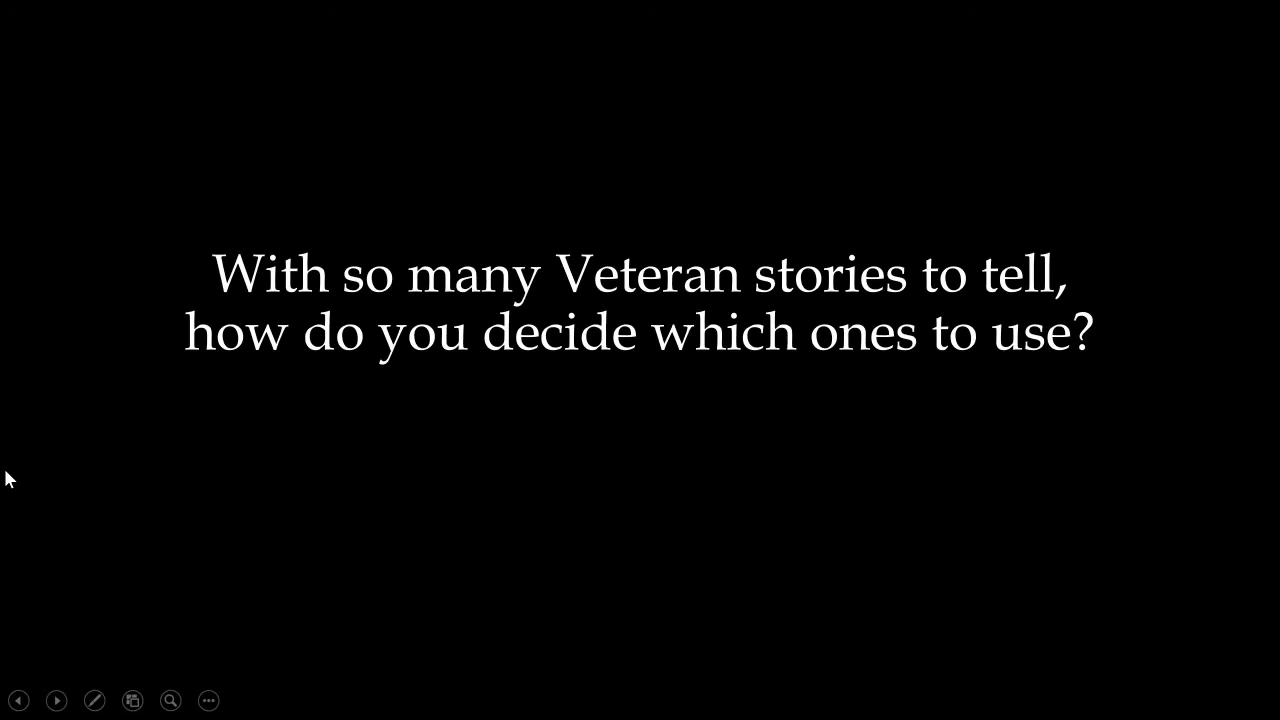 With so many Veteran stories to tell,
how do you decide which ones to use?